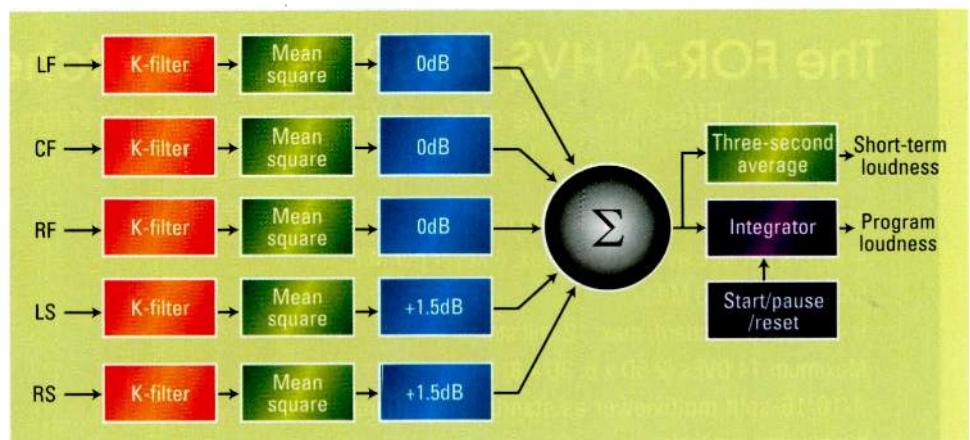 LF K-filter Mean square 0dB
CF K-filter Mean square 0dB
RF K-filter Mean square 0dB
LS K-filter Mean square +1.5dB
RS K-filter Mean square +1.5dB
Σ
Three-second
average
Short-term
loudness
Integrator
Program
loudness
Start/pause
/reset